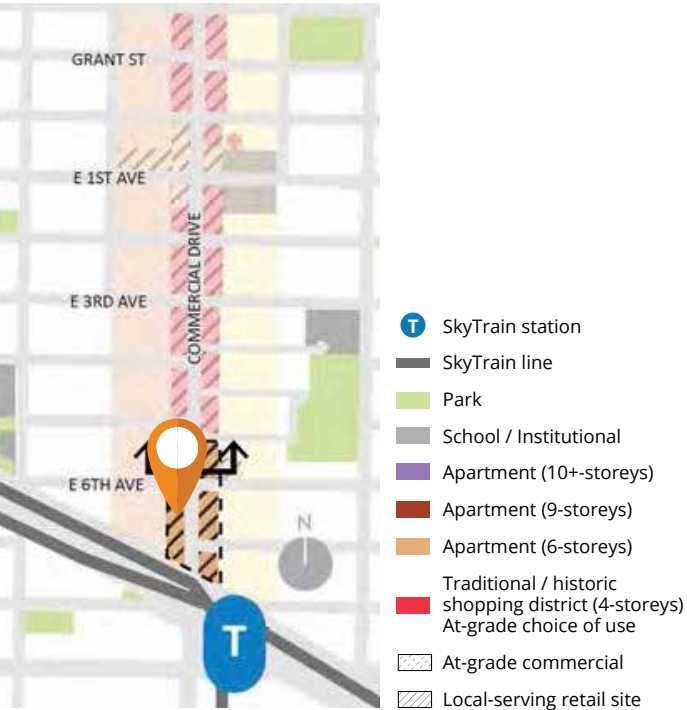 GRANT ST
E 1ST AVE
COMMERCIAL DRIVE
E 3RD AVE
E 6TH AVE
N
T
T SkyTrain station
SkyTrain line
Park
School / Institutional
Apartment (10+-storeys)
Apartment (9-storeys)
Apartment (6-storeys)
Traditional / historic
shopping district (4-storeys)
At-grade choice of use
At-grade commercial
Local-serving retail site